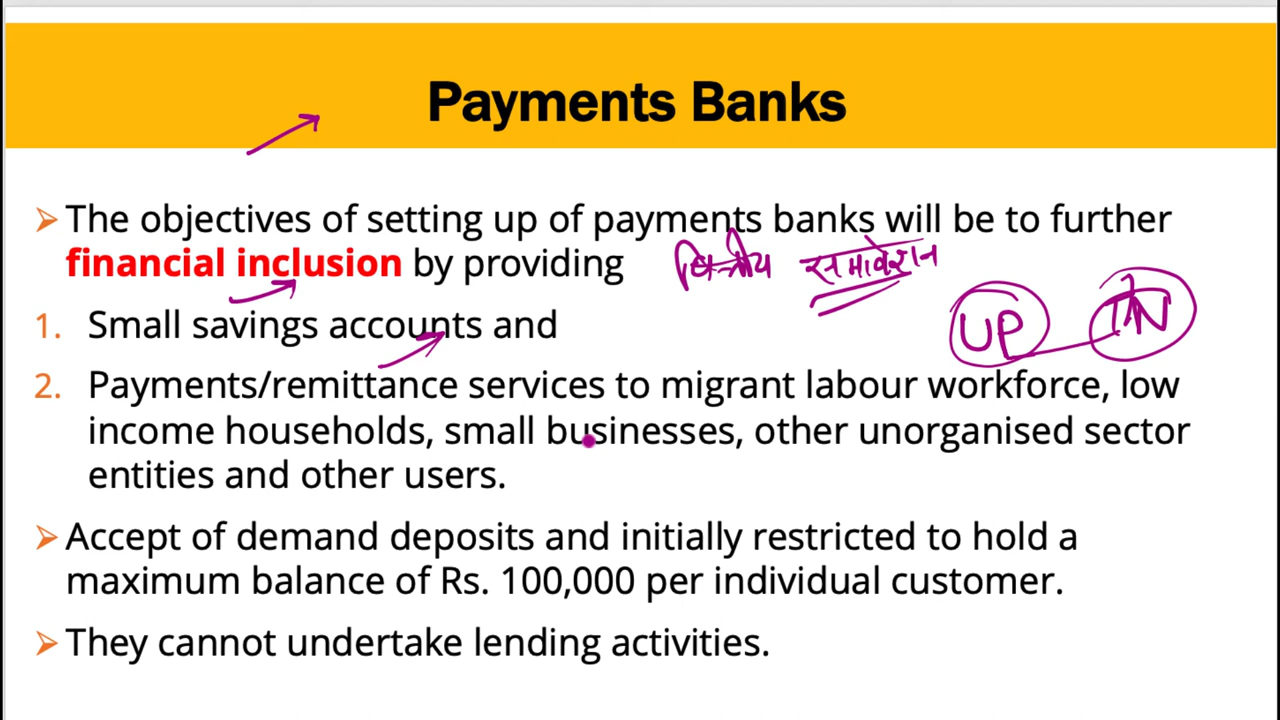 Payments Banks
➢ The objectives of setting up of payments banks will be to further
financial inclusion by providing
वित्तीय समावेशन
1. Small savings accounts and
UP TN
2. Payments/remittance services to migrant labour workforce, low
income households, small businesses, other unorganised sector
entities and other users.
➢ Accept of demand deposits and initially restricted to hold a
maximum balance of Rs. 100,000 per individual customer.
➢ They cannot undertake lending activities.